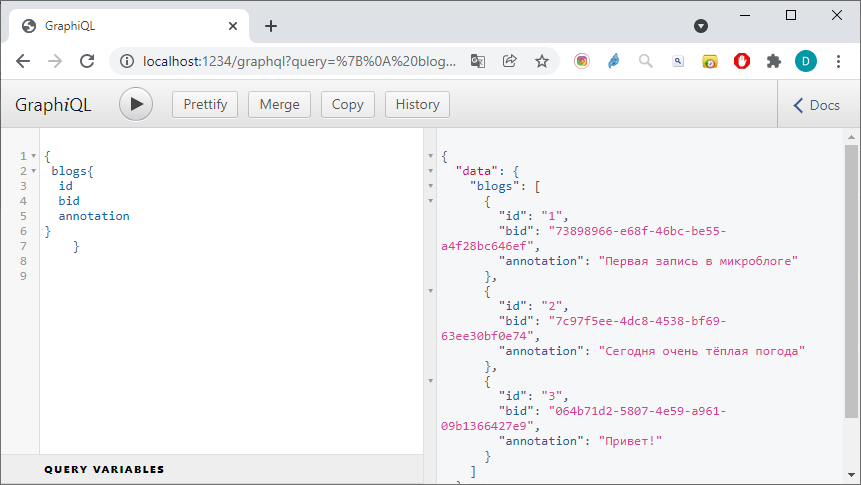 GraphiQL
localhost:1234/graphql?query=%7B%0A%20blog...
D
GraphiQL
Prettify
Merge
Copy
History
Docs
1 {
2 blogs{
3 id
4 bid
5 annotation
6 }
7 }
8
9
QUERY VARIABLES
{
"data": {
"blogs": [
{
"id": "1",
"bid": "73898966-e68f-46bc-be55-
a4f28bc646ef",
"annotation": "Первая запись в микроблоге"
},
{
"id": "2",
"bid": "7c97f5ee-4dc8-4538-bf69-
63ee30bf0e74",
"annotation": "Сегодня очень тёплая погода"
},
{
"id": "3",
"bid": "064b71d2-5807-4e59-a961-
09b1366427e9",
"annotation": "Привет!"
}
]
}